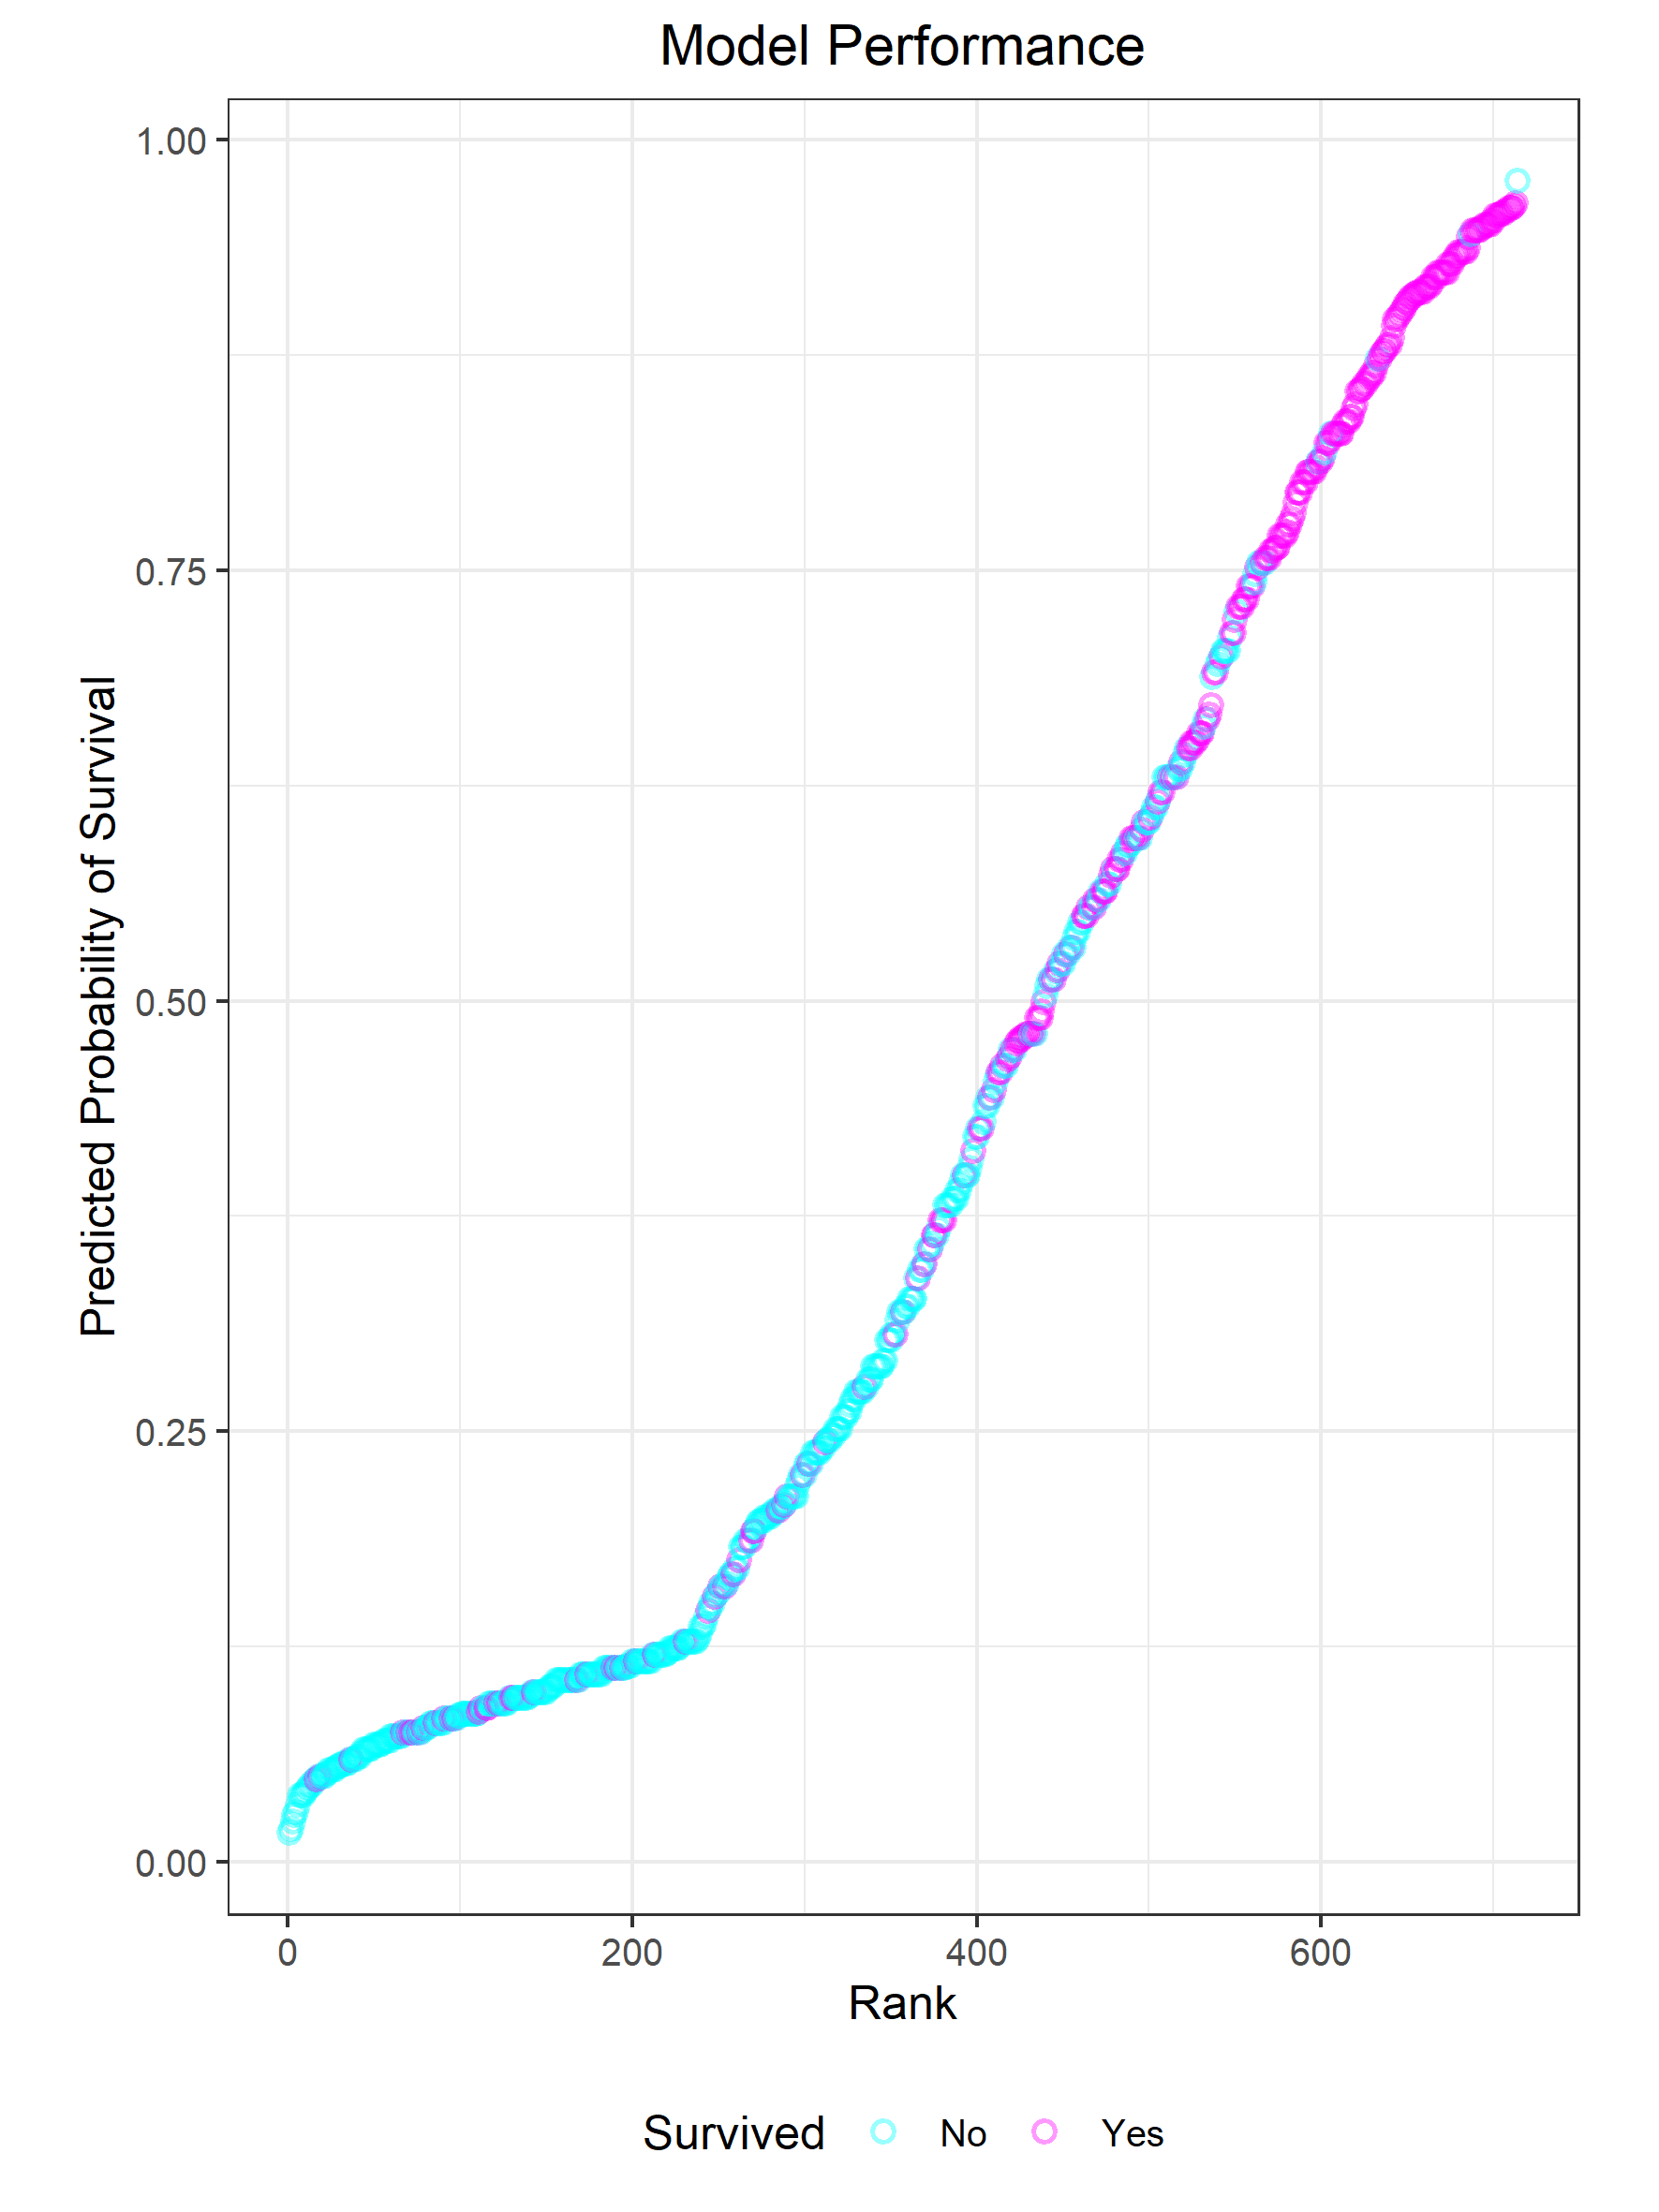 Model Performance
1.00
0.75
0.50
0.25
0.00
Predicted Probability of Survival
0 200 400 600
Rank
Survived No Yes